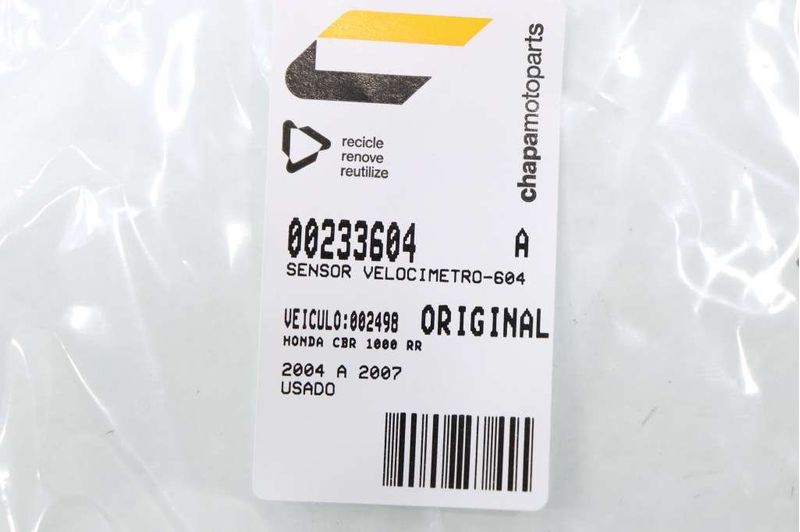 chapamotoparts
recicle
renove
reutilize
00233604 A
SENSOR VELOCIMETRO-604
VEICULO:002498 ORIGINAL
HONDA CBR 1000 RR
2004 A 2007
USADO